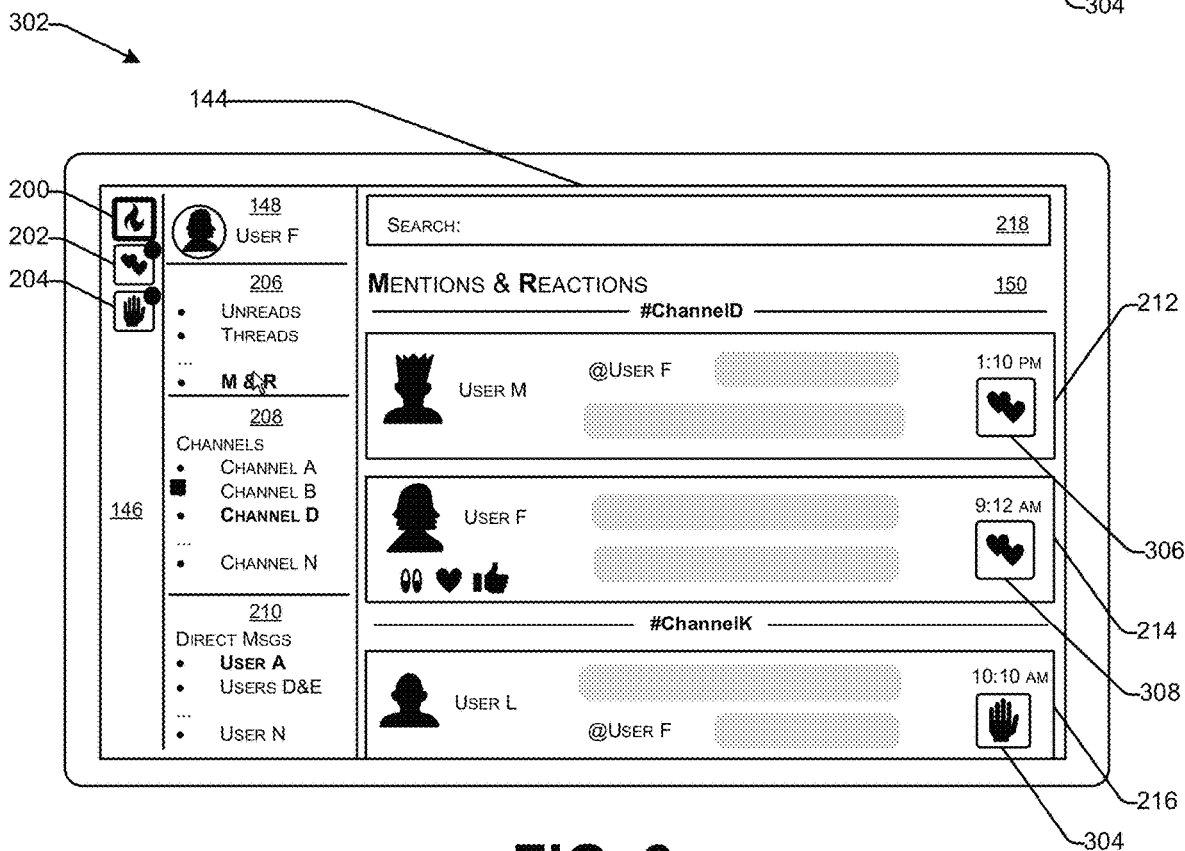 304
302
144
200
202
204
148
USER F
206
• UNREADS
• THREADS
...
• M & R
208
CHANNELS
• CHANNEL A
CHANNEL B
• CHANNEL D
...
• CHANNEL N
146
210
DIRECT MSGS
• USER A
• USERS D&E
...
• USER N
SEARCH: 218
MENTIONS & REACTIONS 150
#ChannelD
USER M
@USER F
1:10 PM
212
306
USER F
9:12 AM
214
308
#ChannelK
USER L
@USER F
10:10 AM
216
304